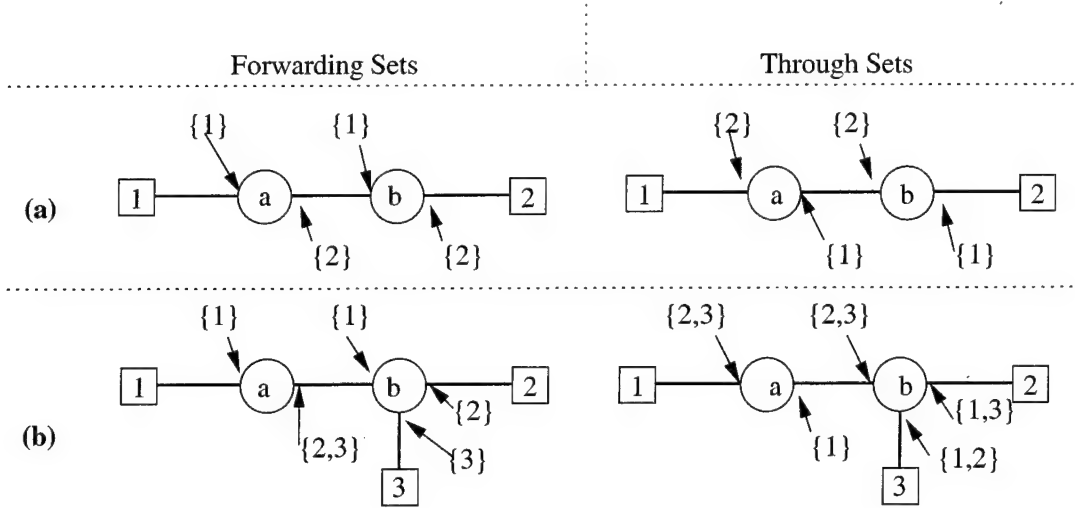 Forwarding Sets Through Sets
{1} {1} {2} {2}
(a) 1 a b 2 1 a b 2
{2} {2} {1} {1}
{1} {1} {2,3} {2,3}
1 a b 2 1 a b 2
{2} {1,3}
(b) {2,3} {3} {1} {1,2}
3 3